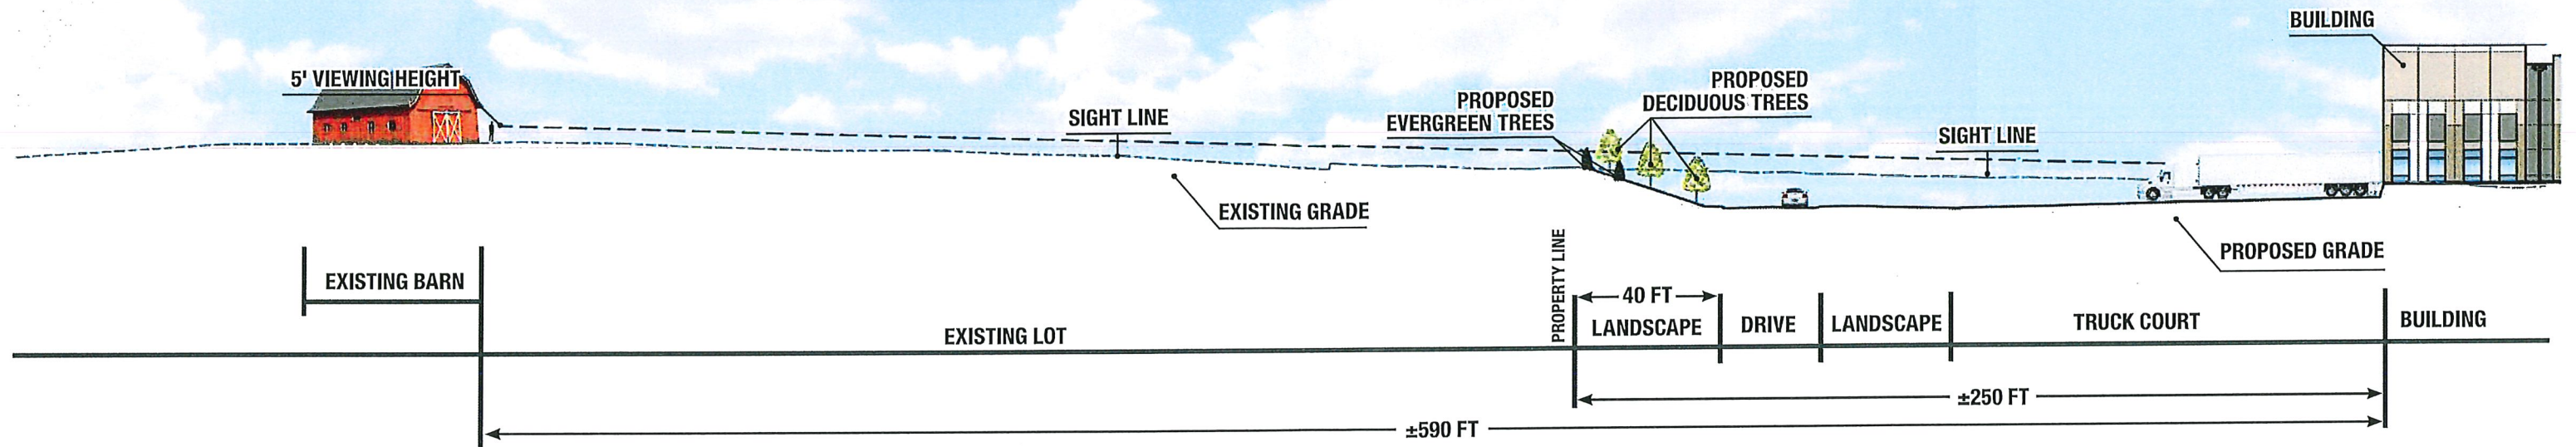 BUILDING
5' VIEWING HEIGHT
PROPOSED
DECIDUOUS TREES
PROPOSED
EVERGREEN TREES
SIGHT LINE
SIGHT LINE
EXISTING GRADE
PROPOSED GRADE
PROPERTY LINE
EXISTING BARN
40 FT
EXISTING LOT
LANDSCAPE
DRIVE
LANDSCAPE
TRUCK COURT
BUILDING
±250 FT
±590 FT